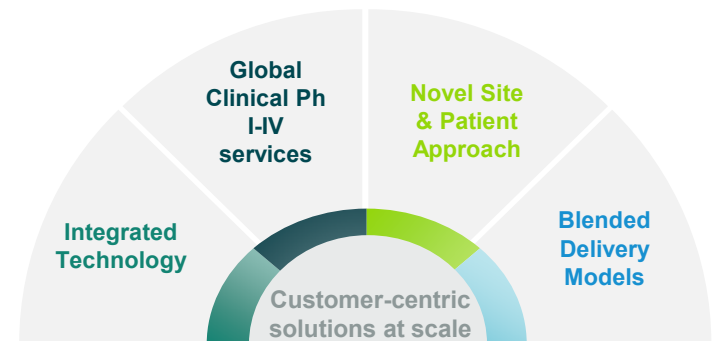 Global
Clinical Ph
I-IV
services
Novel Site
& Patient
Approach
Integrated
Technology
Blended
Delivery
Models
Customer-centric
solutions at scale